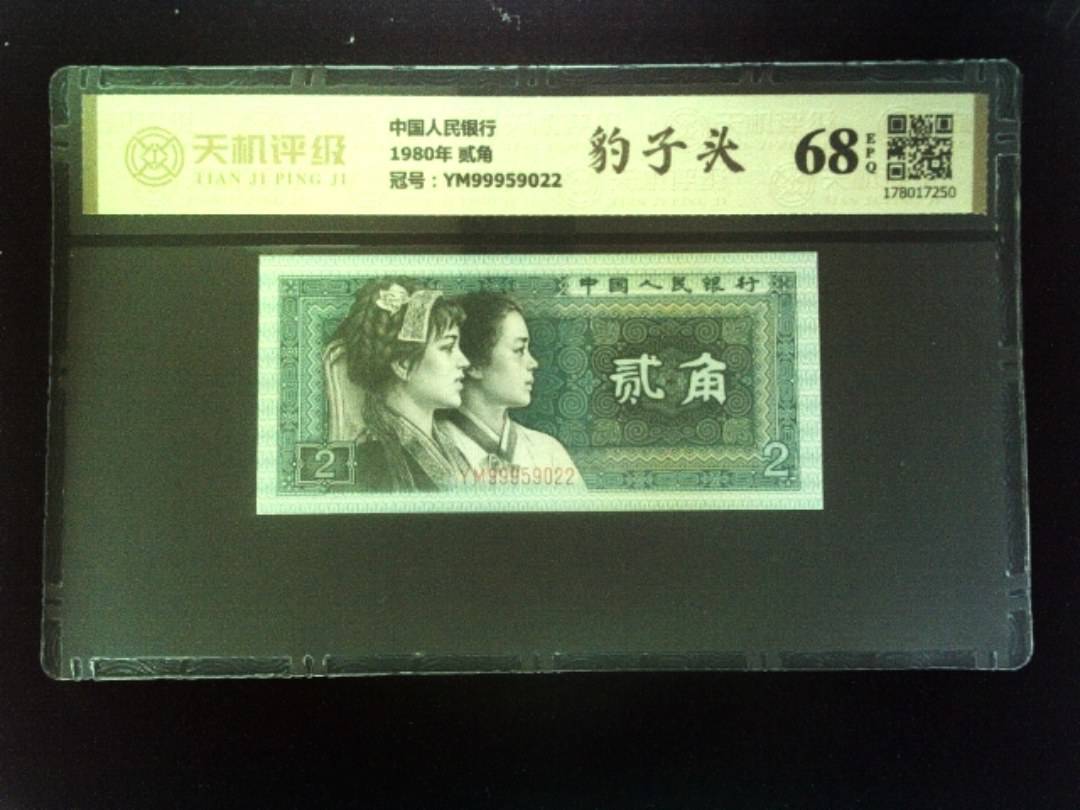 天机评级
TIAN JI PING JI
中国人民银行
1980年 贰角
冠号：YM99959022
豹子头
68
EPQ
178017250
中国人民银行
贰角
2
2
YM99959022